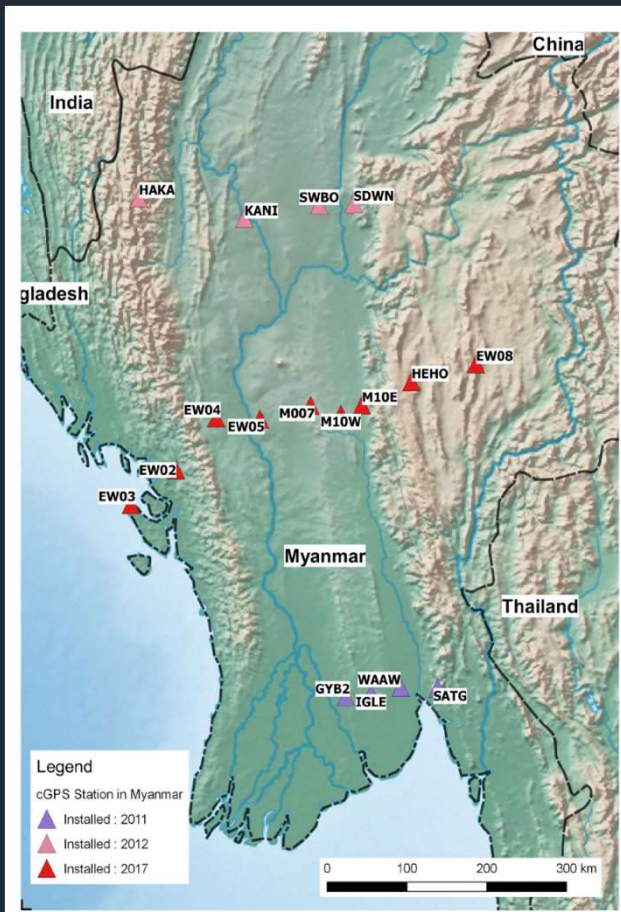 China
India
HAKA
SWBO
SDWN
KANI
gladesh
EW08
HEHO
M10E
EW04
M007
EW05
M10W
EW02
EW03
Myanmar
Thailand
WAAW
GYB2
IGLE
SATG
Legend
cGPS Station in Myanmar
Installed : 2011
Installed : 2012
Installed : 2017
0 100 200 300 km